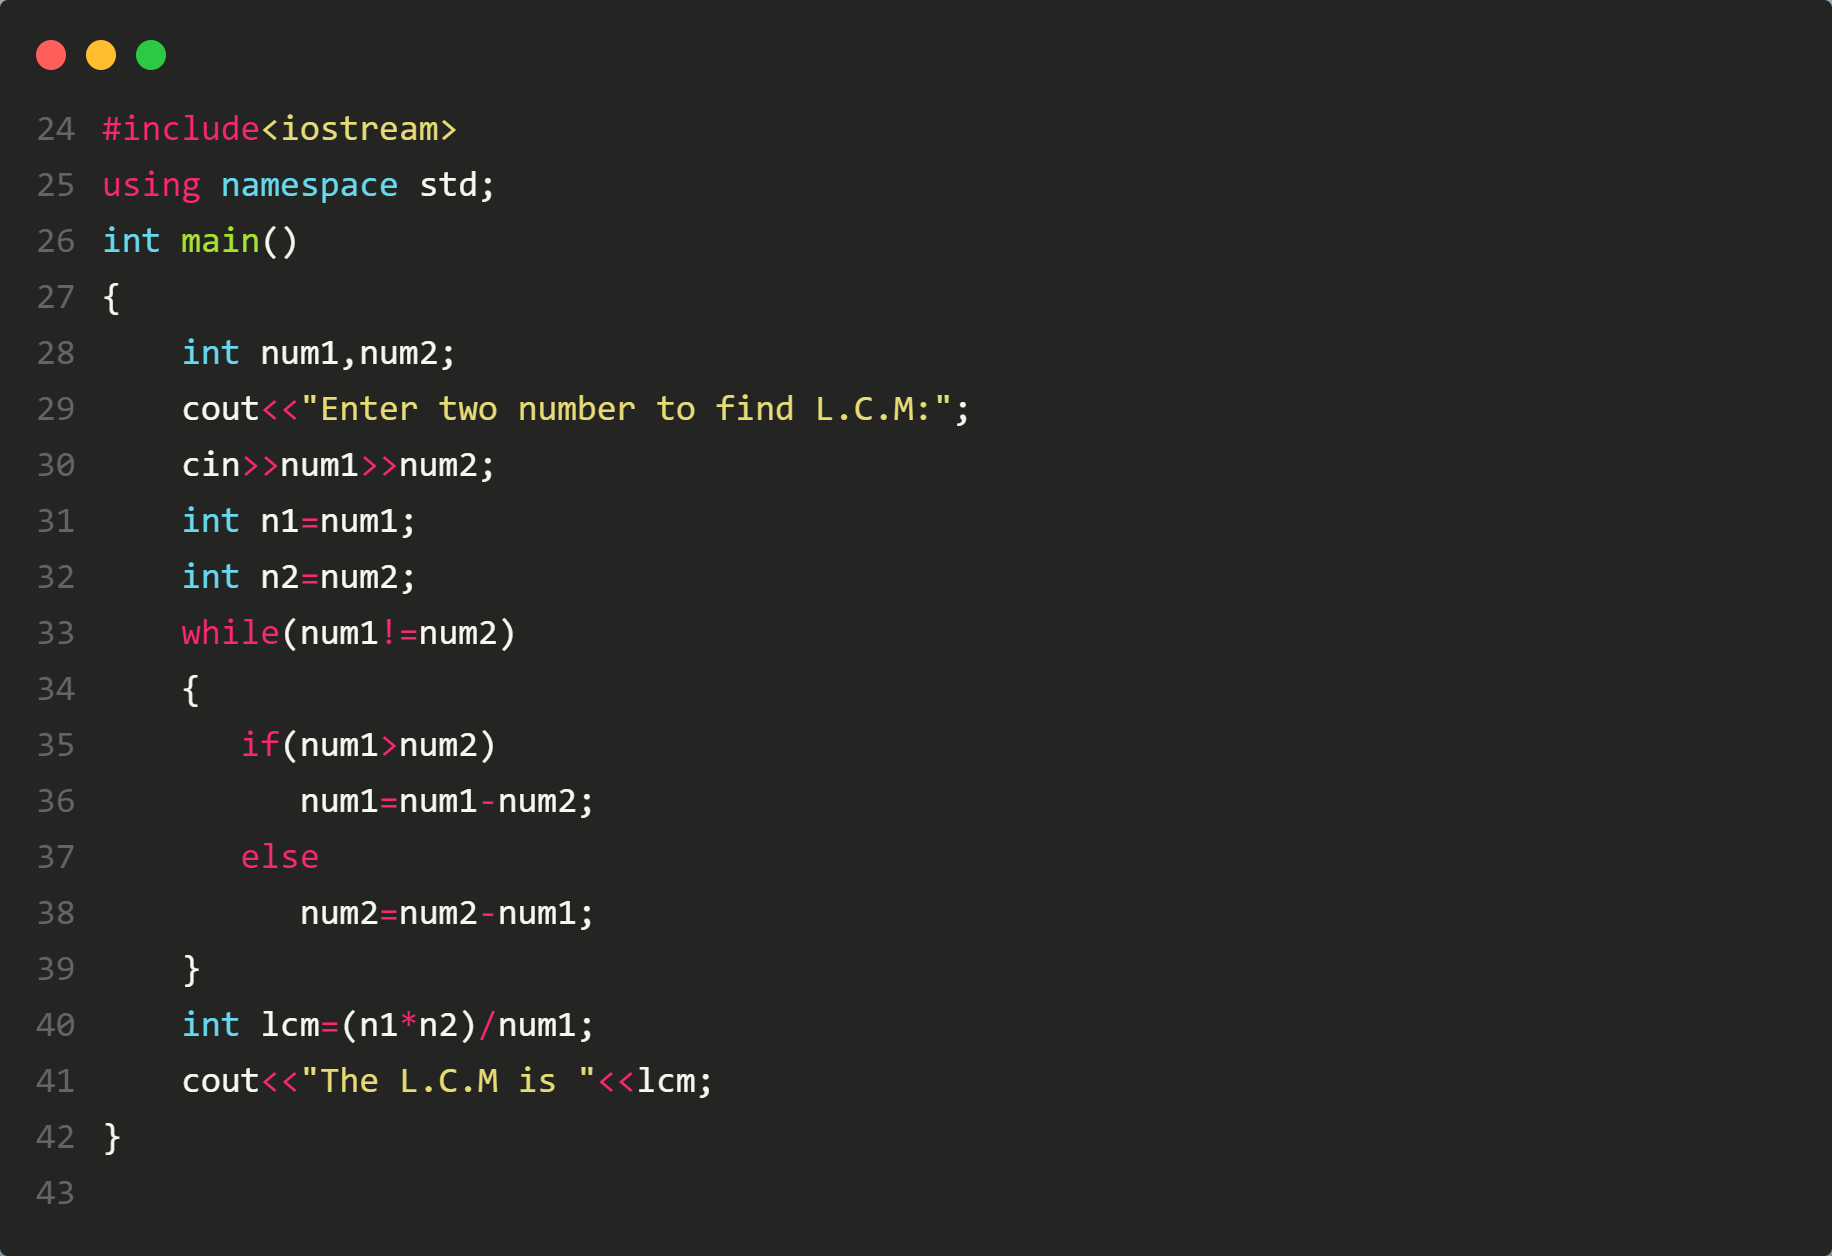 24 #include<iostream>
25 using namespace std;
26 int main()
27 {
28     int num1,num2;
29     cout<<"Enter two number to find L.C.M:";
30     cin>>num1>>num2;
31     int n1=num1;
32     int n2=num2;
33     while(num1!=num2)
34     {
35        if(num1>num2)
36           num1=num1-num2;
37        else
38           num2=num2-num1;
39     }
40     int lcm=(n1*n2)/num1;
41     cout<<"The L.C.M is "<<lcm;
42 }
43